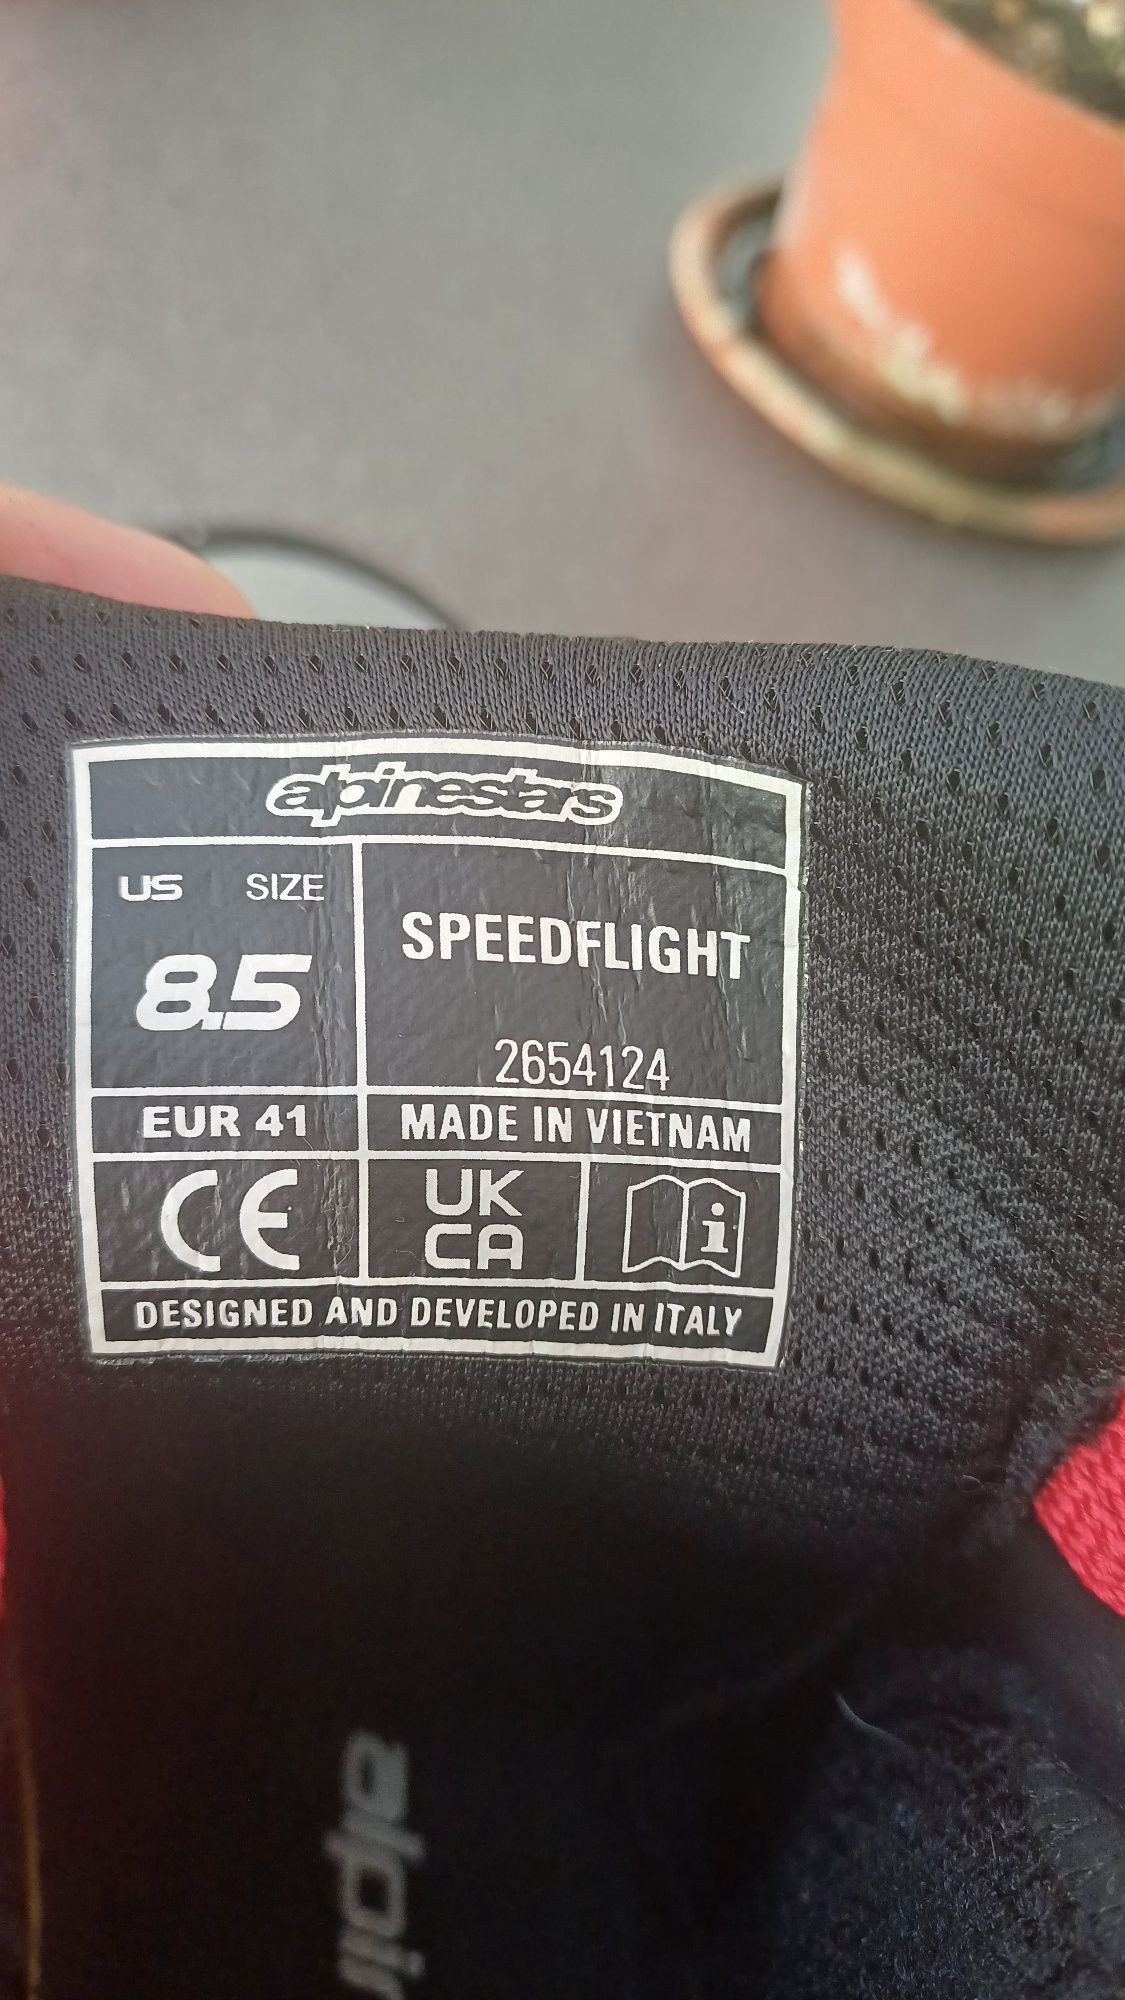 alpinestars
US SIZE
8.5
SPEEDFLIGHT
2654124
EUR 41
MADE IN VIETNAM
CE
UK
CA
i
DESIGNED AND DEVELOPED IN ITALY
alpin